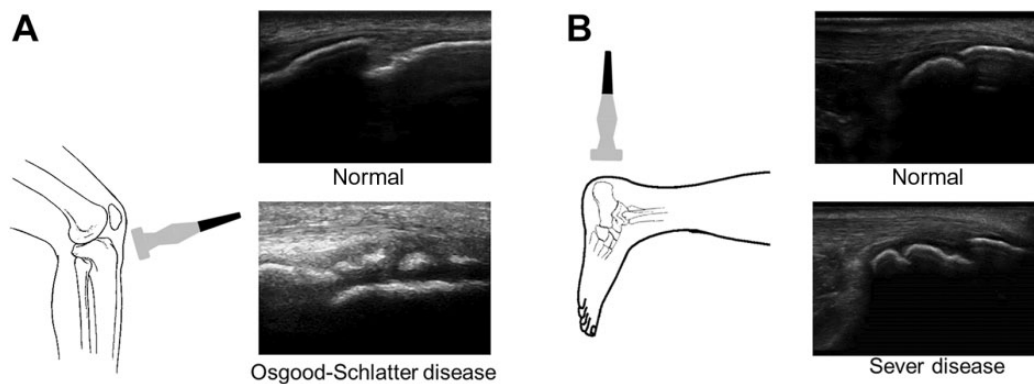 A
Normal
Osgood-Schlatter disease
B
Normal
Sever disease